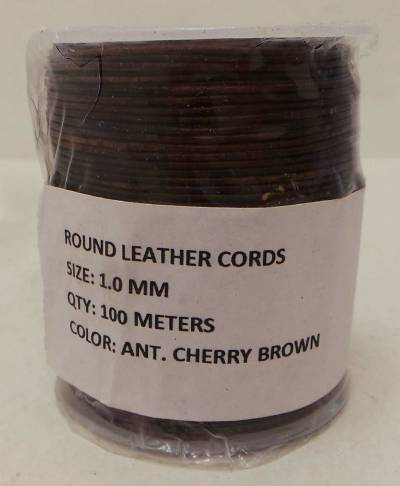 ROUND LEATHER CORDS
SIZE: 1.0 MM
QTY: 100 METERS
COLOR: ANT. CHERRY BROWN